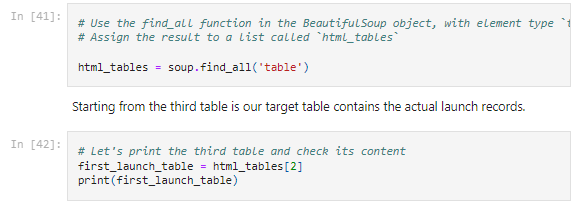 In [41]:
# Use the find_all function in the BeautifulSoup object, with element type `t
# Assign the result to a list called `html_tables`
html_tables = soup.find_all('table')
Starting from the third table is our target table contains the actual launch records.
In [42]:
# Let's print the third table and check its content
first_launch_table = html_tables[2]
print(first_launch_table)